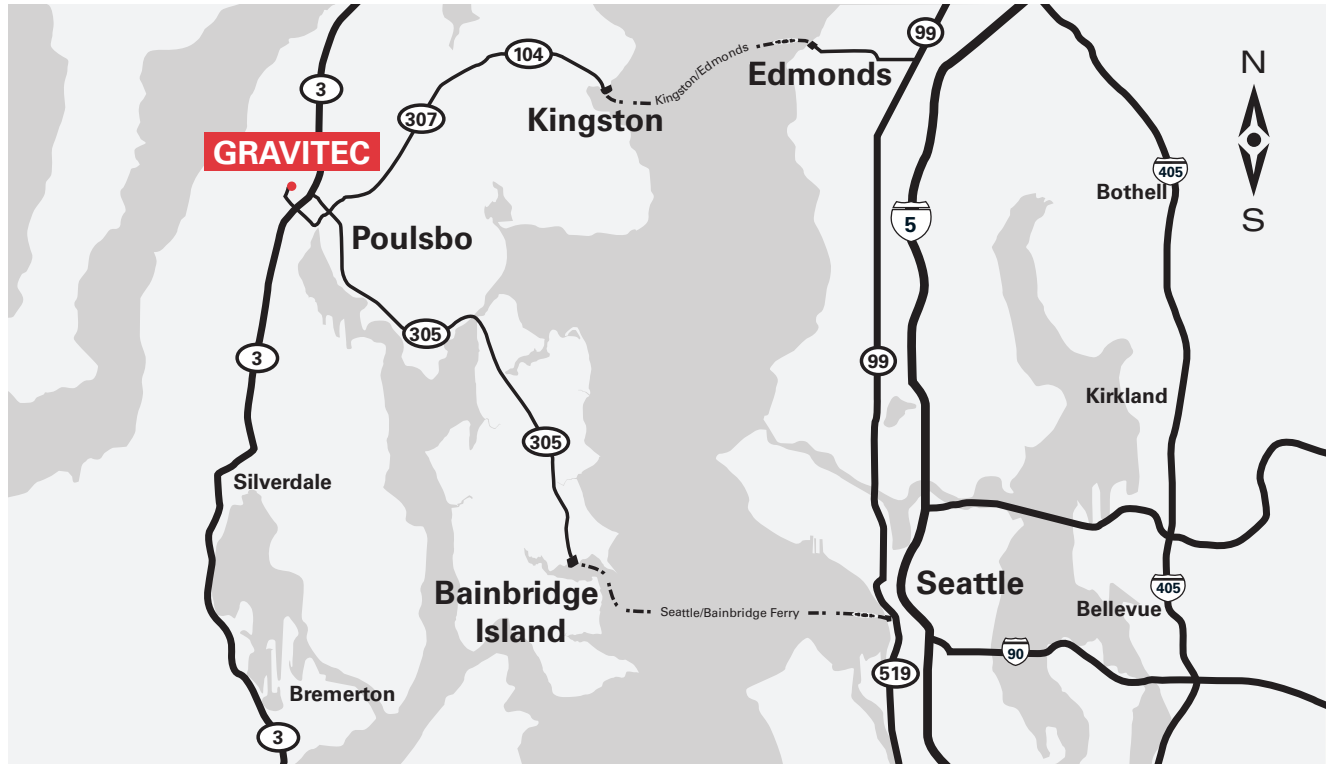 99
104
Kingston/Edmonds
Edmonds
N
3
307
Kingston
GRAVITEC
405
Bothell
5
S
Poulsbo
305
3
99
Kirkland
305
Silverdale
Seattle
405
Bainbridge
Island
Seattle/Bainbridge Ferry
Bellevue
90
519
Bremerton
3